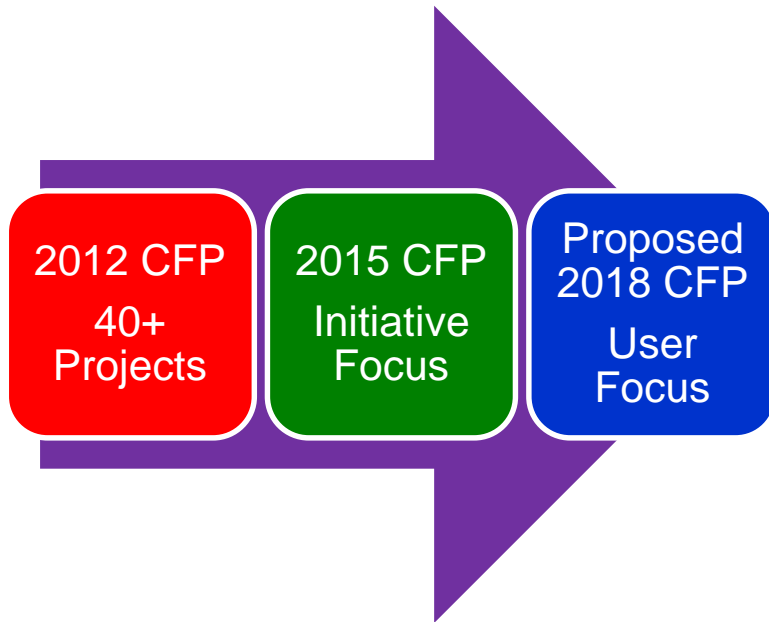 2012 CFP
40+
Projects
2015 CFP
Initiative
Focus
Proposed
2018 CFP
User
Focus